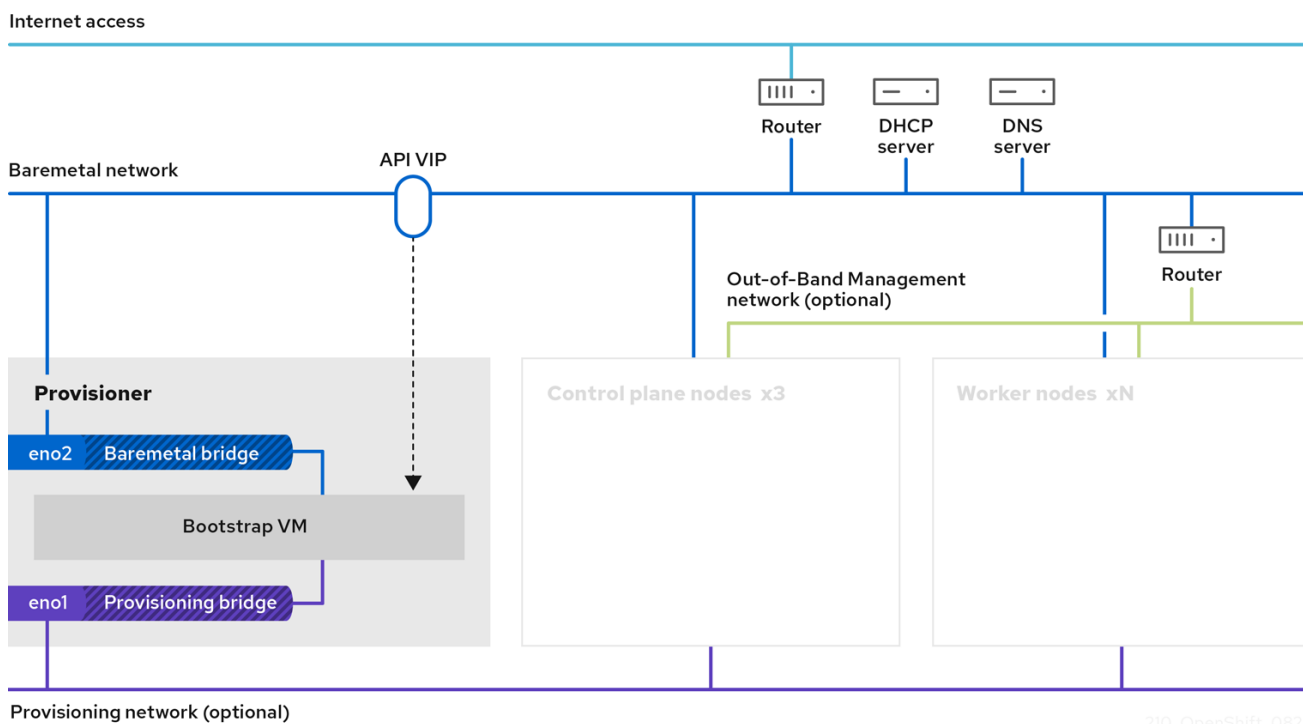 Internet access
Router
DHCP
server
DNS
server
Baremetal network
API VIP
Router
Out-of-Band Management
network (optional)
Provisioner
Control plane nodes x3
Worker nodes xN
eno2
Baremetal bridge
Bootstrap VM
eno1
Provisioning bridge
Provisioning network (optional)
210_OpenShift_082